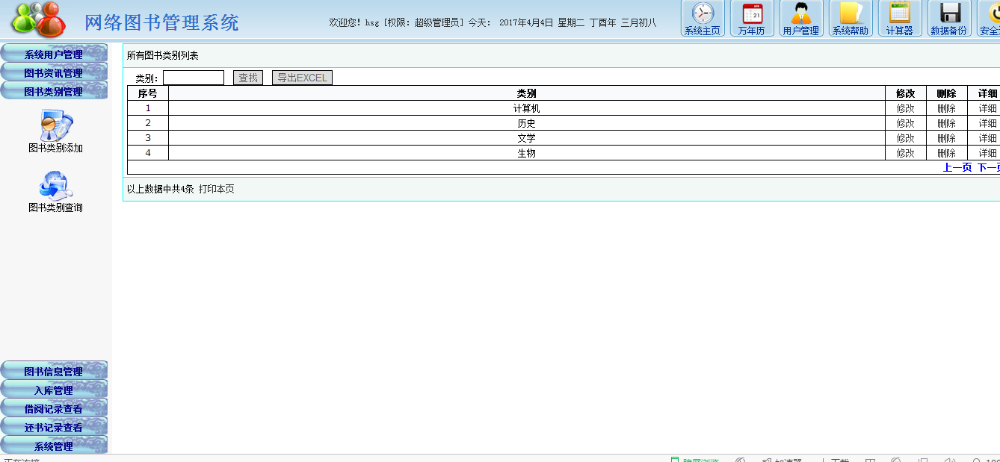 网络图书管理系统
欢迎您！hsg [权限：超级管理员] 今天： 2017年4月4日 星期二 丁酉年 三月初八
系统主页 万年历 用户管理 系统帮助 计算器 数据备份 安全
系统用户管理
图书资讯管理
图书类别管理
图书类别添加
图书类别查询
图书信息管理
入库管理
借阅记录查看
还书记录查看
系统管理
所有图书类别列表
类别： 查找 导出EXCEL
序号 类别 修改 删除 详细
1 计算机 修改 删除 详细
2 历史 修改 删除 详细
3 文学 修改 删除 详细
4 生物 修改 删除 详细
上一页 下一页
以上数据中共4条 打印本页